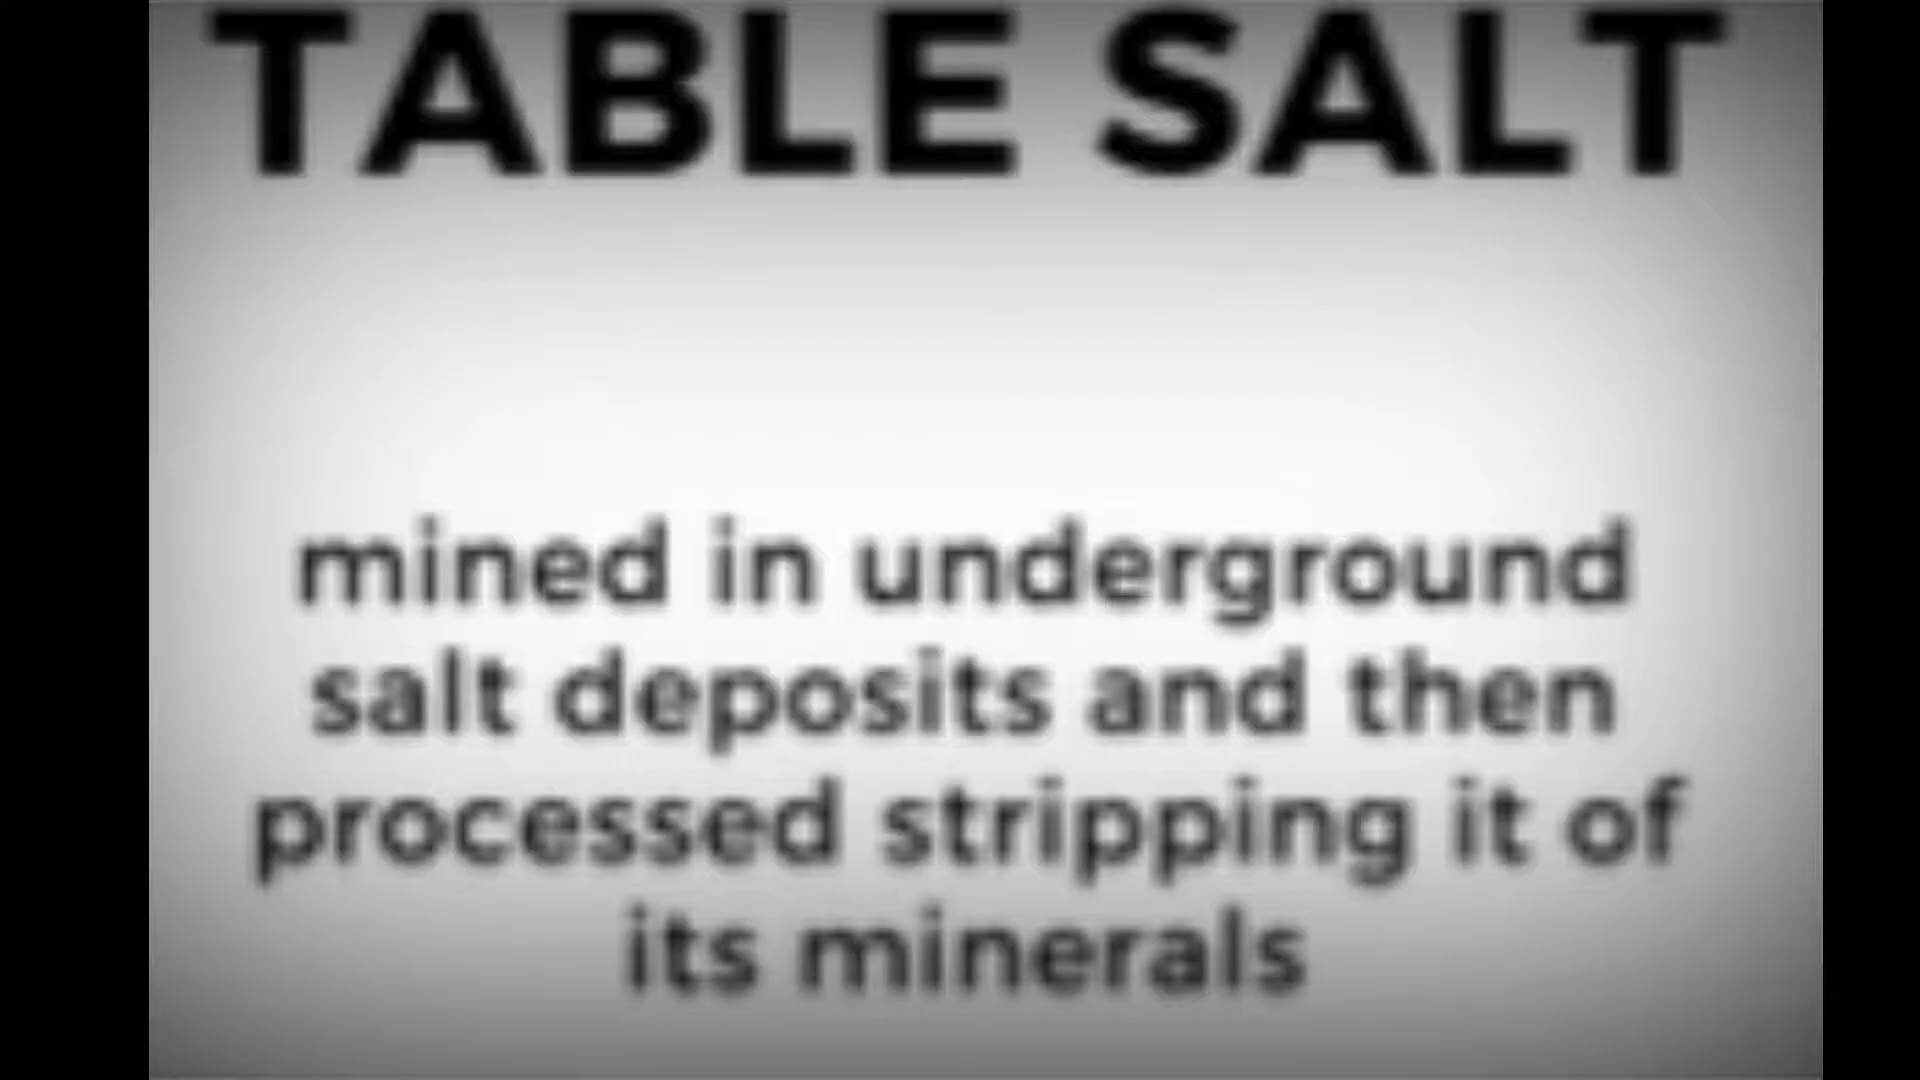 TABLE SALT
mined in underground
salt deposits and then
processed stripping it of
its minerals